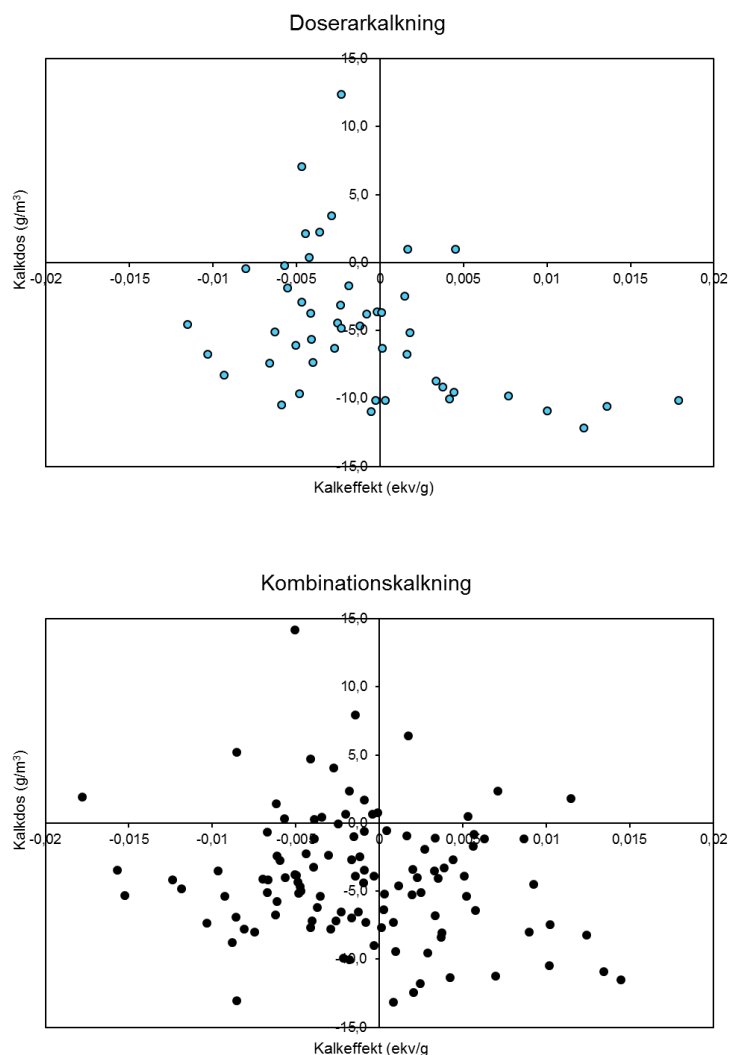 Doserarkalkning
15,0
10,0
5,0
0,0
-0,02 -0,015 -0,01 -0,005 0 0,005 0,01 0,015 0,02
-5,0
-10,0
-15,0
Kalkdos (g/m³)
Kalkeffekt (ekv/g)
Kombinationskalkning
15,0
10,0
5,0
0,0
-0,02 -0,015 -0,01 -0,005 0 0,005 0,01 0,015 0,02
-5,0
-10,0
-15,0
Kalkdos (g/m³)
Kalkeffekt (ekv/g